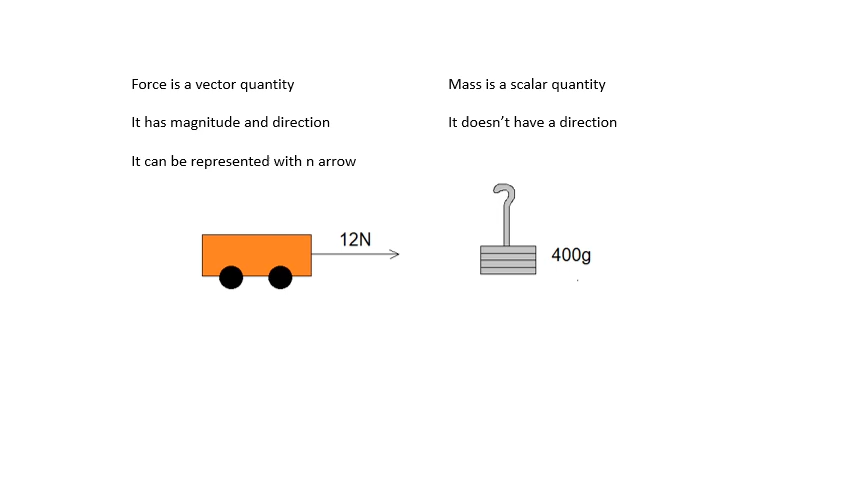 Force is a vector quantity
It has magnitude and direction
It can be represented with n arrow
12N
Mass is a scalar quantity
It doesn’t have a direction
400g